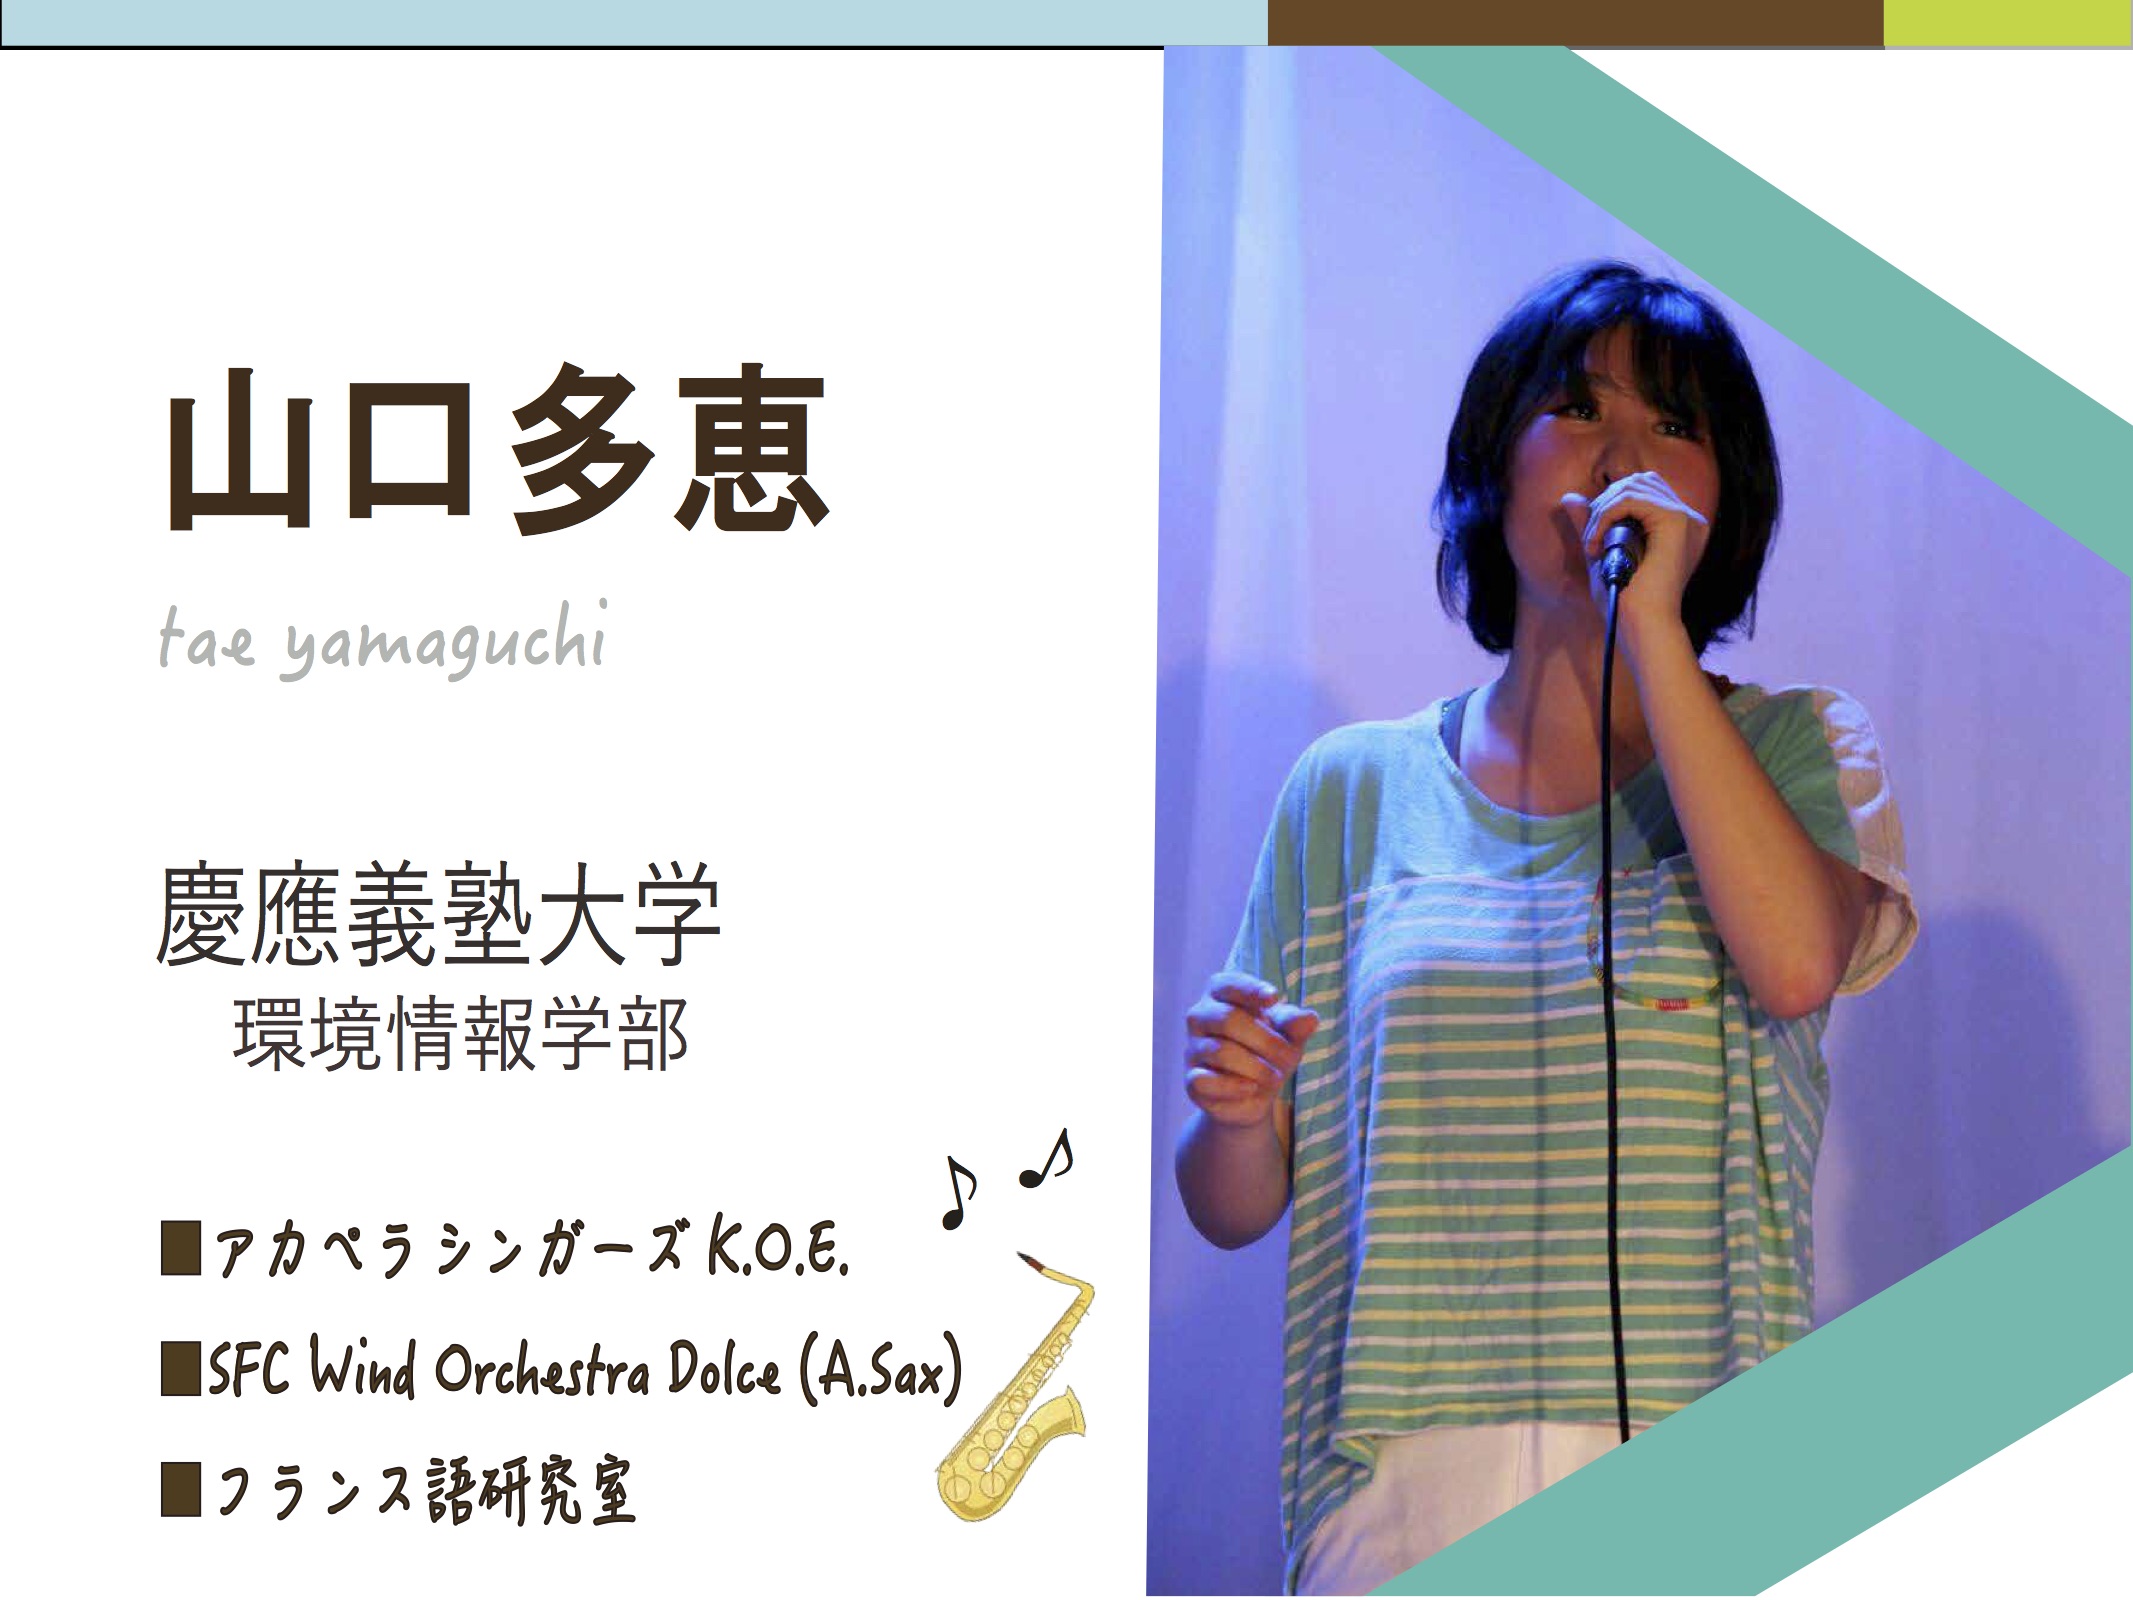 山口多恵
tae yamaguchi
慶應義塾大学
環境情報学部
■アカペラシンガーズK.O.E.
■SFC Wind Orchestra Dolce (A.Sax)
■フランス語研究室